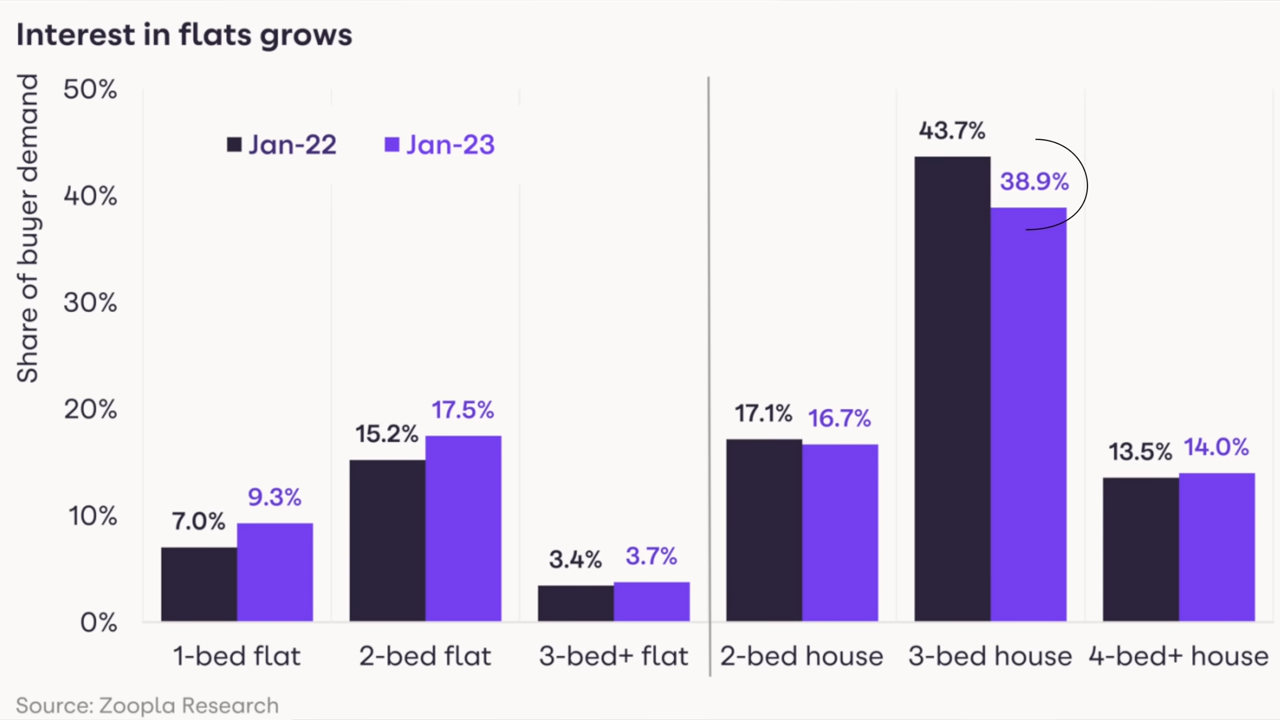 Interest in flats grows
Share of buyer demand
50%
40%
30%
20%
10%
0%
Jan-22 Jan-23
7.0% 9.3%
15.2% 17.5%
3.4% 3.7%
17.1% 16.7%
43.7% 38.9%
13.5% 14.0%
1-bed flat 2-bed flat 3-bed+ flat 2-bed house 3-bed house 4-bed+ house
Source: Zoopla Research